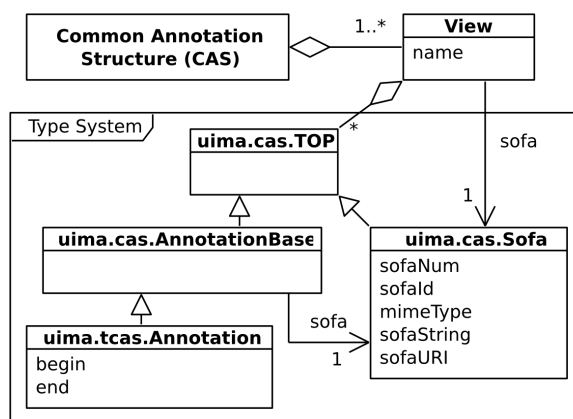 Common Annotation
Structure (CAS)
1..*
View
name
Type System
*
sofa
uima.cas.TOP
1
uima.cas.AnnotationBase
uima.cas.Sofa
sofaNum
sofaId
mimeType
sofaString
sofaURI
sofa
1
uima.tcas.Annotation
begin
end